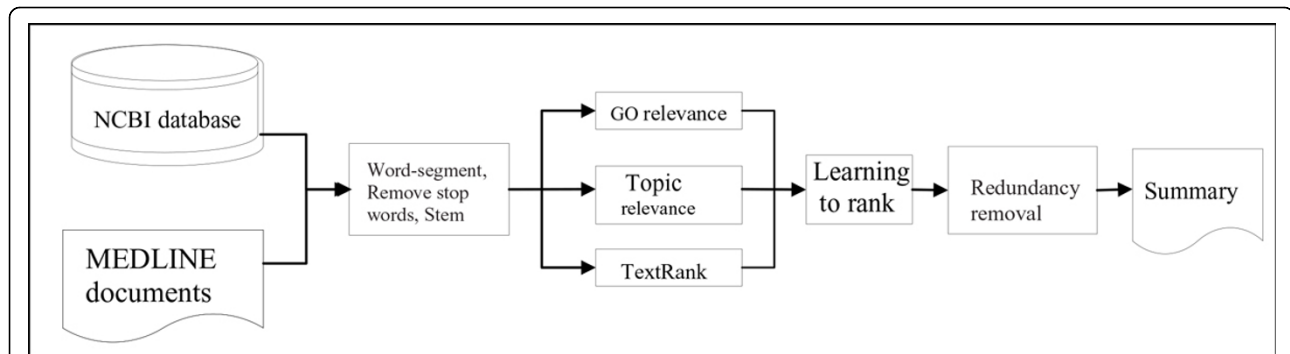 NCBI database
MEDLINE
documents
Word-segment,
Remove stop
words, Stem
GO relevance
Topic
relevance
TextRank
Learning
to rank
Redundancy
removal
Summary